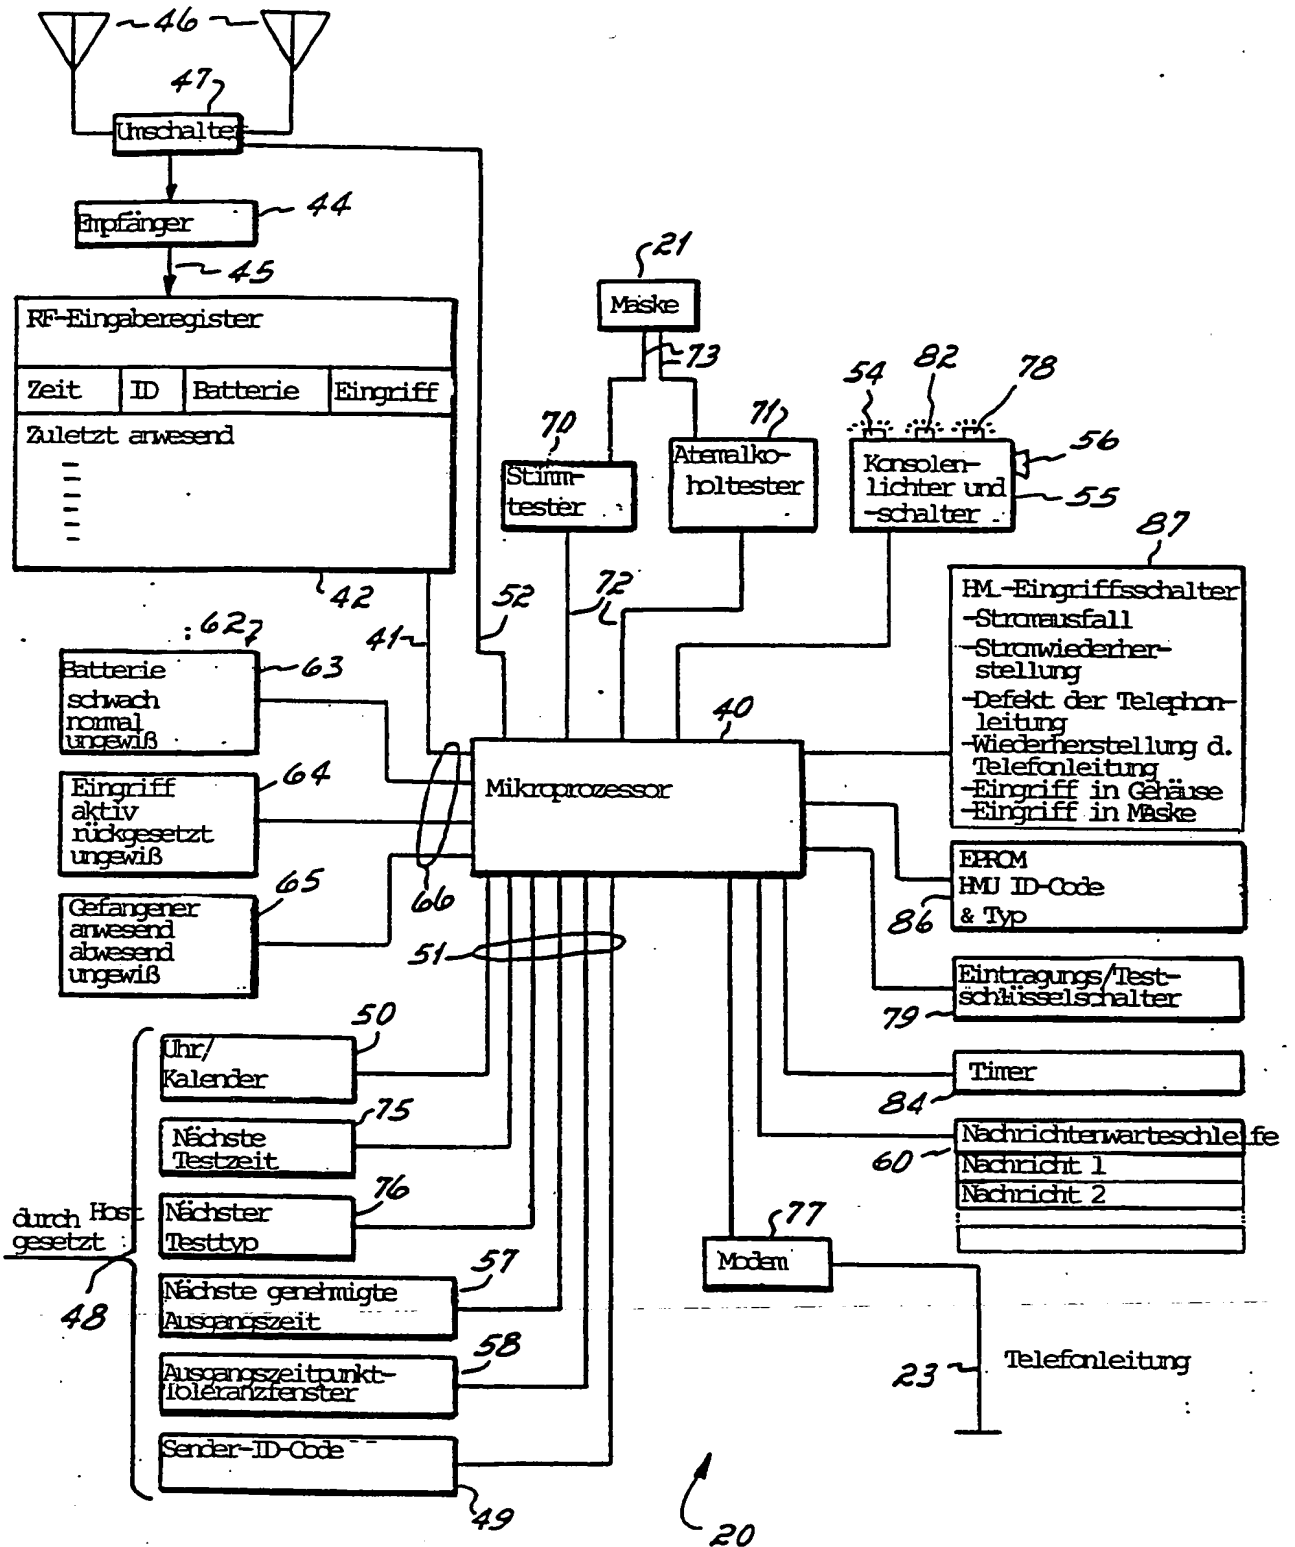 46
47
Umschalter
Empfänger
44
45
RF-Eingaberegister
Zeit ID Batterie Eingriff
Zuletzt anwesend
42
21
Maske
73
70
Stimm-
tester
71
Atemalko-
holtester
54
82
78
56
Konsolen-
lichter und
-schalter
55
87
HM.-Eingriffsschalter
-Stromausfall
-Stromwiederher-
stellung
-Defekt der Telephon-
leitung
-Wiederherstellung d.
Telefonleitung
-Eingriff in Gehäuse
-Eingriff in Maske
41
52
72
62
63
Batterie
schwach
normal
ungewiß
64
Eingriff
aktiv
rückgesetzt
ungewiß
65
Gefangener
anwesend
abwesend
ungewiß
66
40
Mikroprozessor
51
EPROM
HMU ID-Code
& Typ
86
Eintragungs/Test-
schlüsselschalter
79
Timer
84
Nachrichtenwarteschleife
60
Nachricht 1
Nachricht 2
50
Uhr/
Kalender
75
Nächste
Testzeit
76
Nächster
Testtyp
durch Host
gesetzt
48
57
Nächste genehmigte
Ausgangszeit
58
Ausgangszeitpunkt-
Toleranzfenster
Sender-ID-Code
49
77
Modem
23
Telefonleitung
20